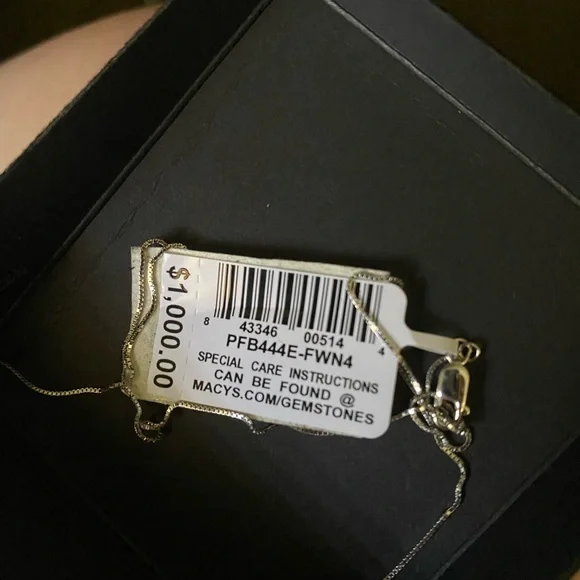 $1,000.00
8 43346 00514 4
PFB444E-FWN4
SPECIAL CARE INSTRUCTIONS
CAN BE FOUND @
MACYS.COM/GEMSTONES